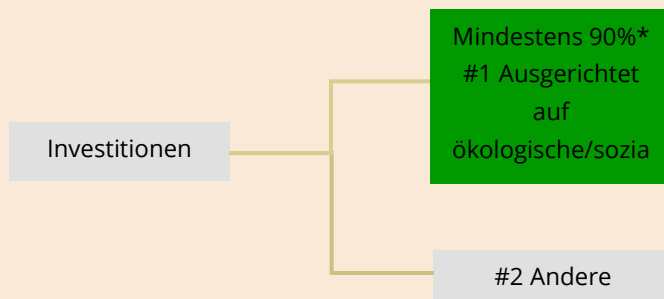 Mindestens 90%*
#1 Ausgerichtet
auf
ökologische/sozia
Investitionen
#2 Andere